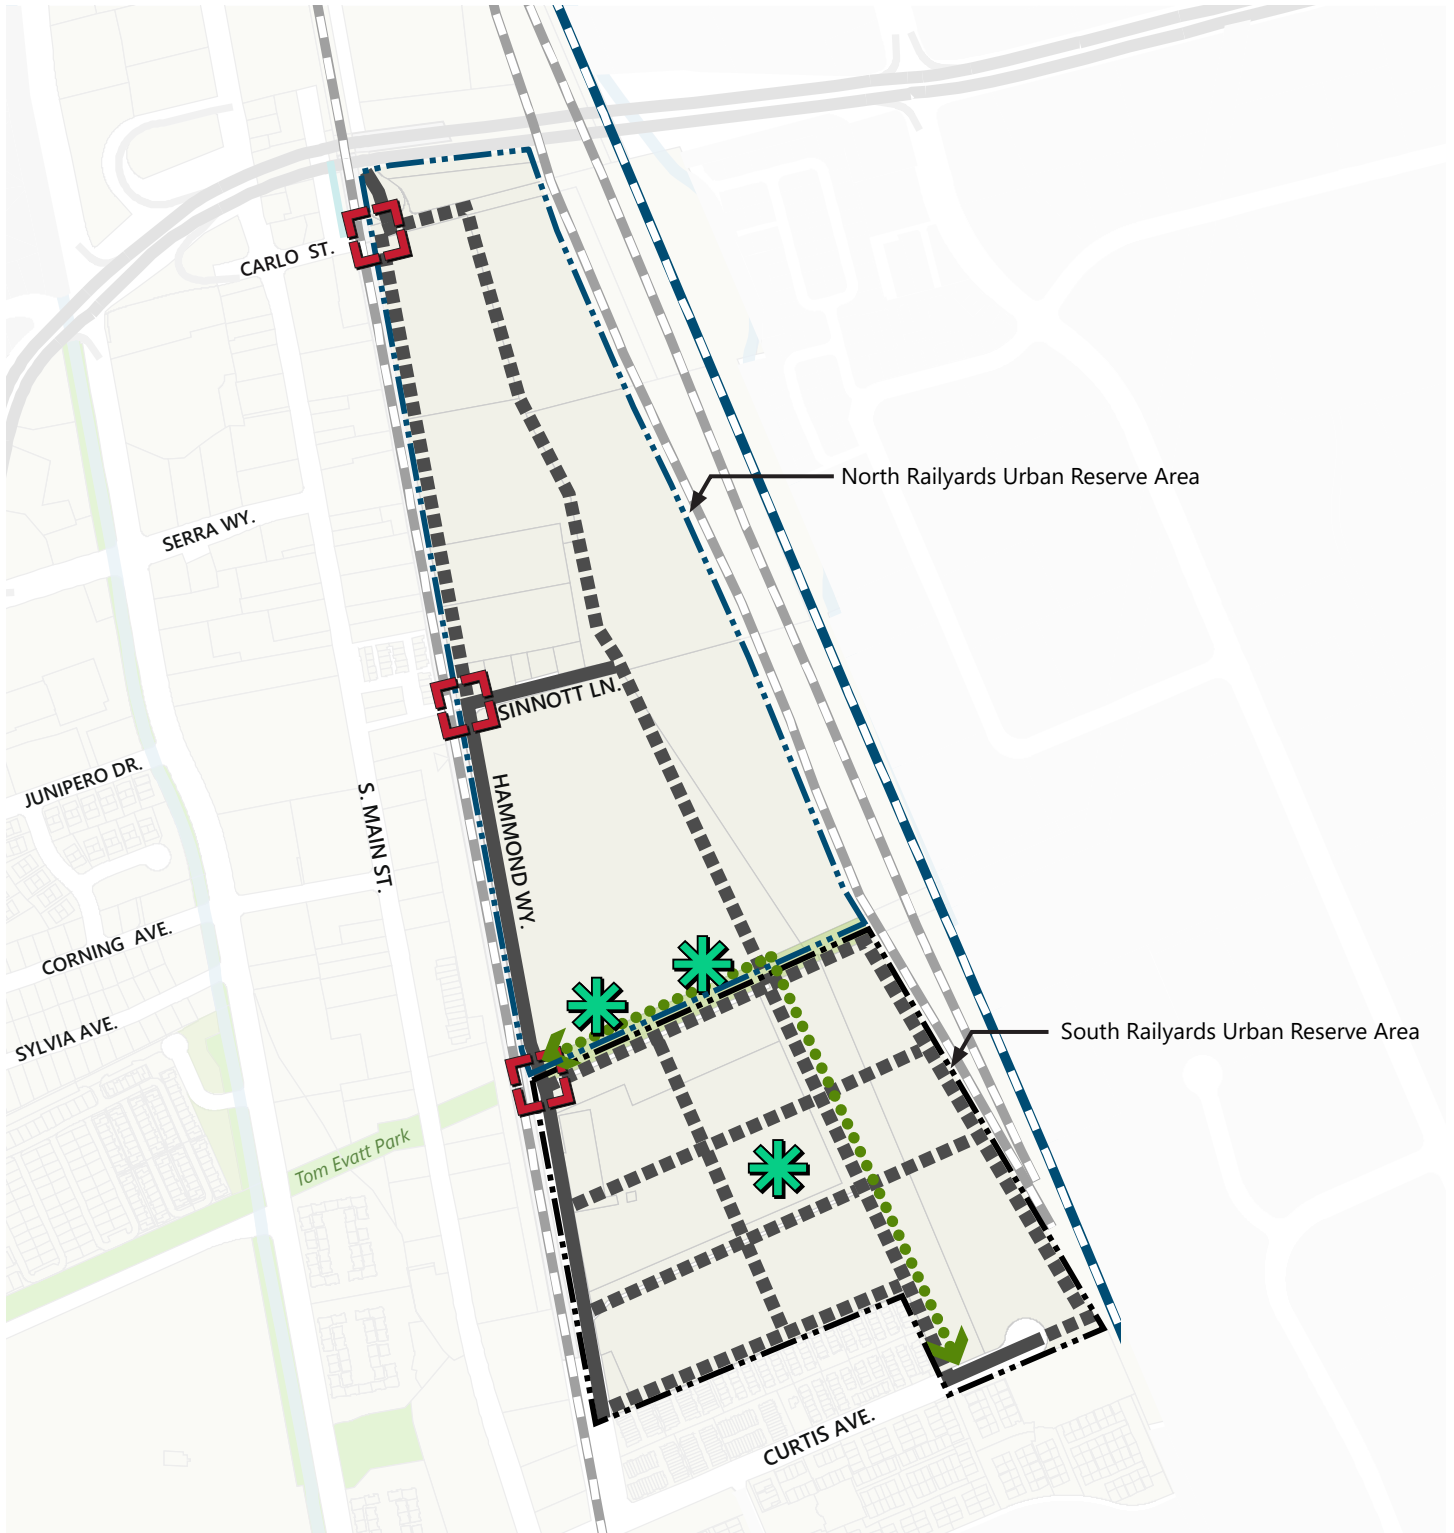 CARLO ST.
North Railyards Urban Reserve Area
SERRA WY.
SINNOTT LN.
JUNIPERO DR.
S. MAIN ST.
HAMMOND WY.
CORNING AVE.
SYLVIA AVE.
South Railyards Urban Reserve Area
Tom Evatt Park
CURTIS AVE.